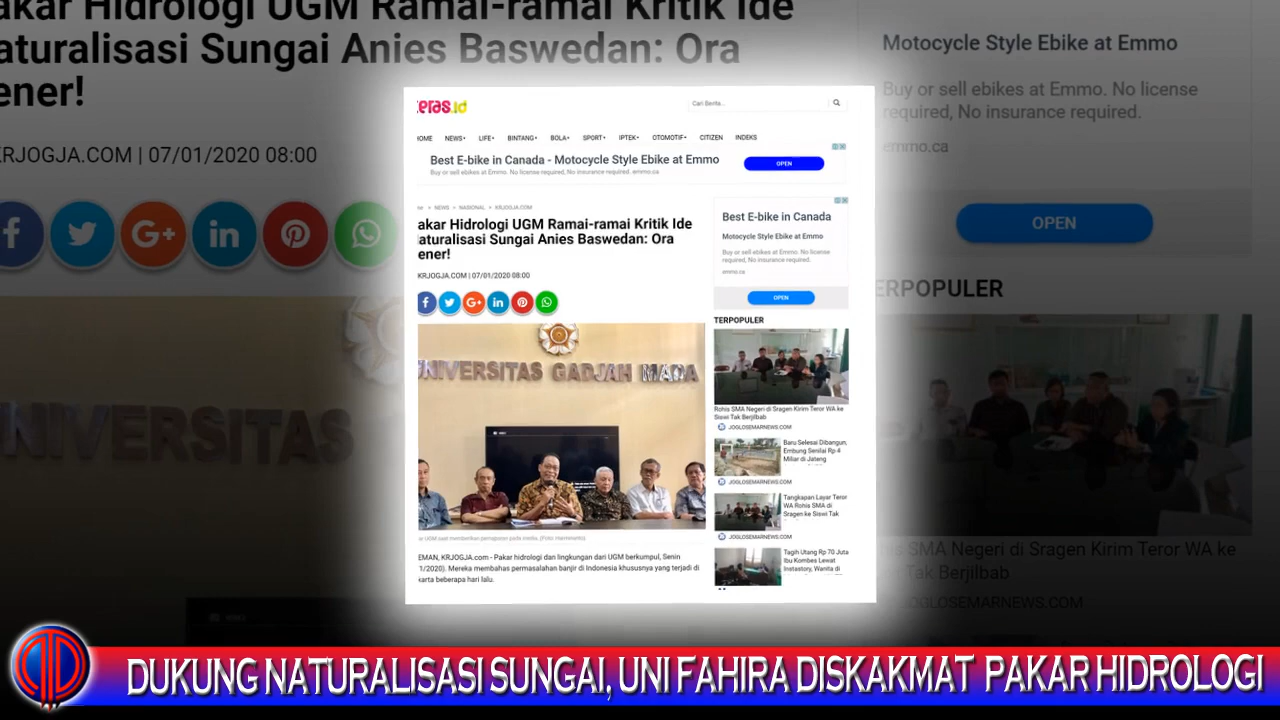 akar Hidrologi UGM Ramai-ramai Kritik Ide
aturalisasi Sungai Anies Baswedan: Ora
ener!
KRJOGJA.COM | 07/01/2020 08:00
Motocycle Style Ebike at Emmo
Buy or sell ebikes at Emmo. No license
required, No insurance required.
emmo.ca
OPEN
ERPOPULER
SMA Negeri di Sragen Kirim Teror WA ke
Tak Berjilbab
JOGLOSEMARNEWS.COM
teras.id
Cari Berita...
HOME NEWS LIFE BINTANG BOLA SPORT IPTEK OTOMOTIF CITIZEN INDEKS
Best E-bike in Canada - Motocycle Style Ebike at Emmo
Buy or sell ebikes at Emmo. No license required, No insurance required. emmo.ca
OPEN
NEWS NASIONAL KRJOGJA.COM
akar Hidrologi UGM Ramai-ramai Kritik Ide
aturalisasi Sungai Anies Baswedan: Ora
ener!
KRJOGJA.COM | 07/01/2020 08:00
UNIVERSITAS GADJAH MADA
ar UGM saat memberikan pemaparan pada media. (Foto: Harminanto)
EMAN, KRJOGJA.com - Pakar hidrologi dan lingkungan dari UGM berkumpul, Senin
1/2020). Mereka membahas permasalahan banjir di Indonesia khususnya yang terjadi di
karta beberapa hari lalu.
Best E-bike in Canada
Motocycle Style Ebike at Emmo
Buy or sell ebikes at Emmo. No license
required, No insurance required.
emmo.ca
OPEN
TERPOPULER
Rohis SMA Negeri di Sragen Kirim Teror WA ke
Siswi Tak Berjilbab
JOGLOSEMARNEWS.COM
Baru Selesai Dibangun,
Embung Senilai Rp 4
Miliar di Jateng
JOGLOSEMARNEWS.COM
Tangkapan Layar Teror
WA Rohis SMA di
Sragen ke Siswi Tak
JOGLOSEMARNEWS.COM
Tagih Utang Rp 70 Juta
Ibu Kombes Lewat
Instastory, Wanita di
DUKUNG NATURALISASI SUNGAI, UNI FAHIRA DISKAKMAT PAKAR HIDROLOGI